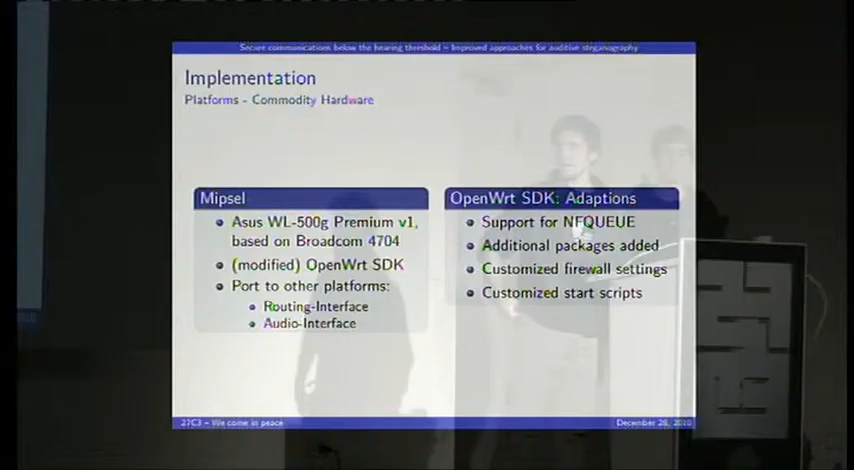 Secure communications below the hearing threshold – Improved approaches for auditive steganography
Implementation
Platforms - Commodity Hardware
Mipsel
Asus WL-500g Premium v1,
based on Broadcom 4704
(modified) OpenWrt SDK
Port to other platforms:
Routing-Interface
Audio-Interface
OpenWrt SDK: Adaptions
Support for NFQUEUE
Additional packages added
Customized firewall settings
Customized start scripts
27C3 – We come in peace
December 28, 2010